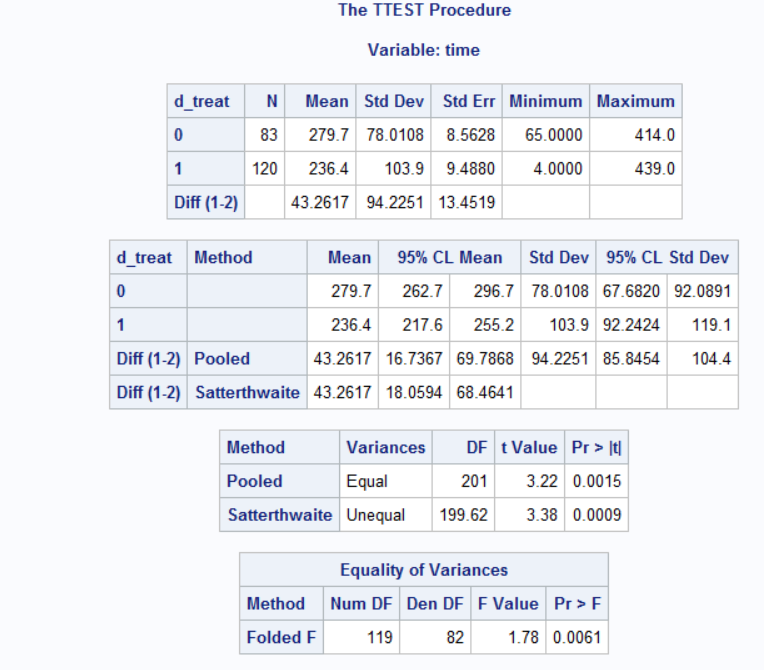 The TTEST Procedure
Variable: time
d_treat N Mean Std Dev Std Err Minimum Maximum
0 83 279.7 78.0108 8.5628 65.0000 414.0
1 120 236.4 103.9 9.4880 4.0000 439.0
Diff (1-2) 43.2617 94.2251 13.4519
d_treat Method Mean 95% CL Mean Std Dev 95% CL Std Dev
0 279.7 262.7 296.7 78.0108 67.6820 92.0891
1 236.4 217.6 255.2 103.9 92.2424 119.1
Diff (1-2) Pooled 43.2617 16.7367 69.7868 94.2251 85.8454 104.4
Diff (1-2) Satterthwaite 43.2617 18.0594 68.4641
Method Variances DF t Value Pr > |t|
Pooled Equal 201 3.22 0.0015
Satterthwaite Unequal 199.62 3.38 0.0009
Equality of Variances
Method Num DF Den DF F Value Pr > F
Folded F 119 82 1.78 0.0061